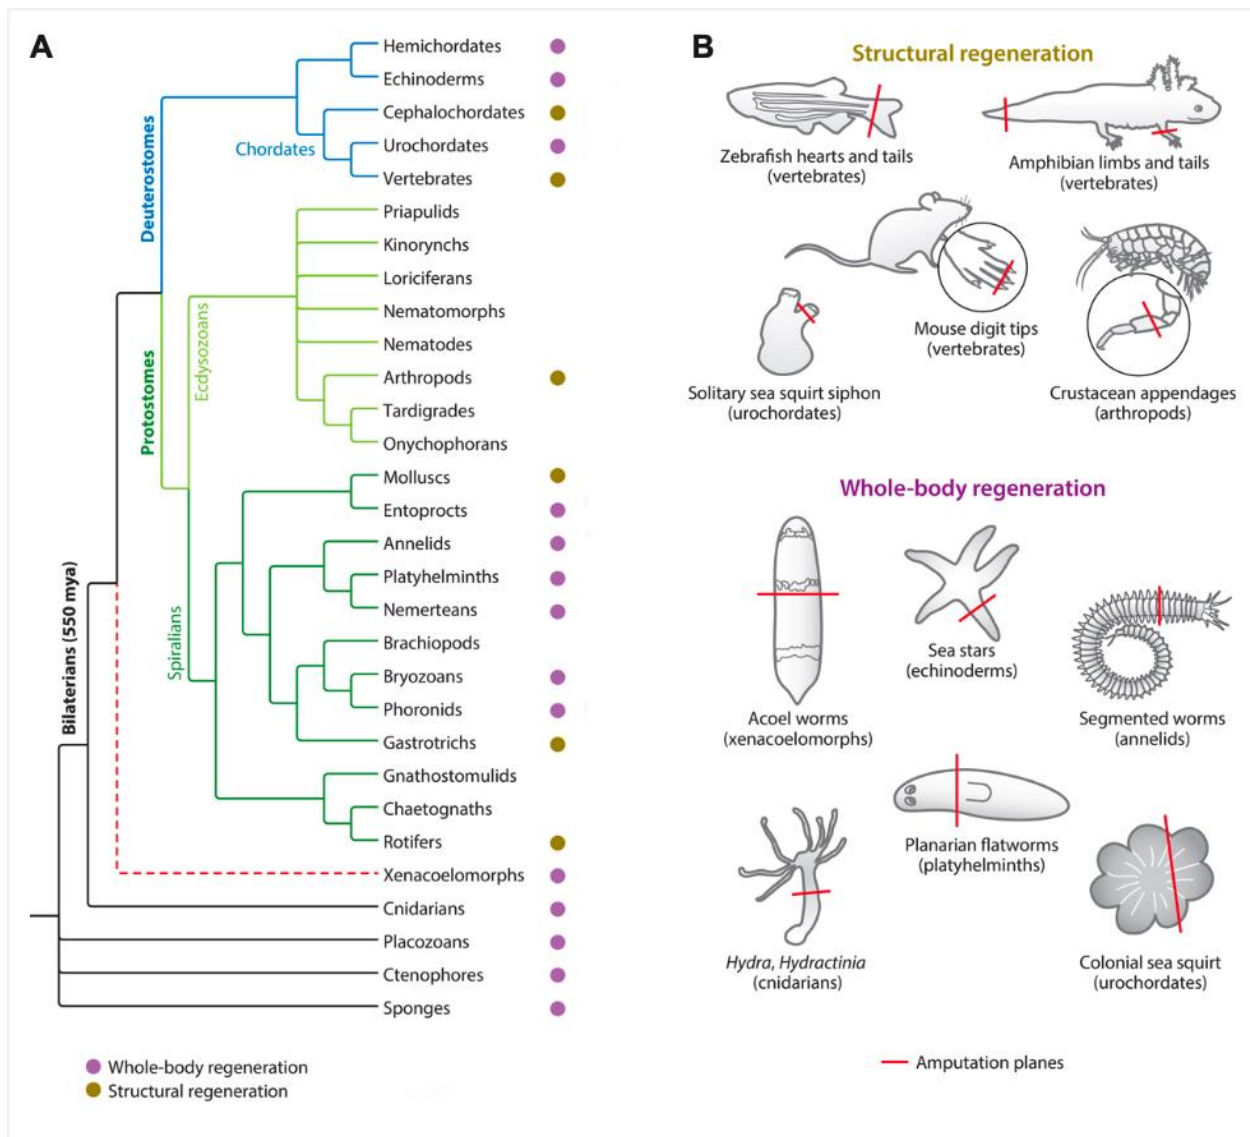 A
Hemichordates
Echinoderms
Cephalochordates
Chordates
Urochordates
Vertebrates
Deuterostomes
Priapulids
Kinorynchs
Loriciferans
Nematomorphs
Nematodes
Arthropods
Tardigrades
Onychophorans
Ecdysozoans
Protostomes
Molluscs
Entoprocts
Annelids
Platyhelminths
Nemerteans
Brachiopods
Bryozoans
Phoronids
Gastrotrichs
Gnathostomulids
Chaetognaths
Rotifers
Spiralians
Bilaterians (550 mya)
Xenacoelomorphs
Cnidarians
Placozoans
Ctenophores
Sponges
Whole-body regeneration
Structural regeneration
B
Structural regeneration
Zebrafish hearts and tails
(vertebrates)
Amphibian limbs and tails
(vertebrates)
Mouse digit tips
(vertebrates)
Solitary sea squirt siphon
(urochordates)
Crustacean appendages
(arthropods)
Whole-body regeneration
Acoel worms
(xenacoelomorphs)
Sea stars
(echinoderms)
Segmented worms
(annelids)
Planarian flatworms
(platyhelminths)
Hydra, Hydractinia
(cnidarians)
Colonial sea squirt
(urochordates)
Amputation planes